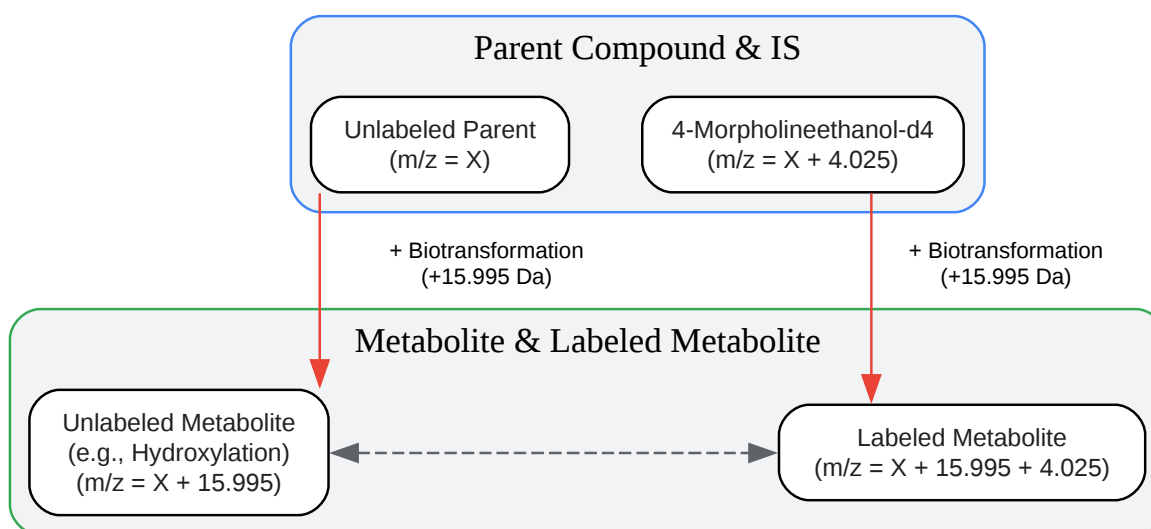 Parent Compound & IS
Unlabeled Parent
(m/z = X)
4-Morpholineethanol-d4
(m/z = X + 4.025)
+ Biotransformation
(+15.995 Da)
+ Biotransformation
(+15.995 Da)
Metabolite & Labeled Metabolite
Unlabeled Metabolite
(e.g., Hydroxylation)
(m/z = X + 15.995)
Labeled Metabolite
(m/z = X + 15.995 + 4.025)